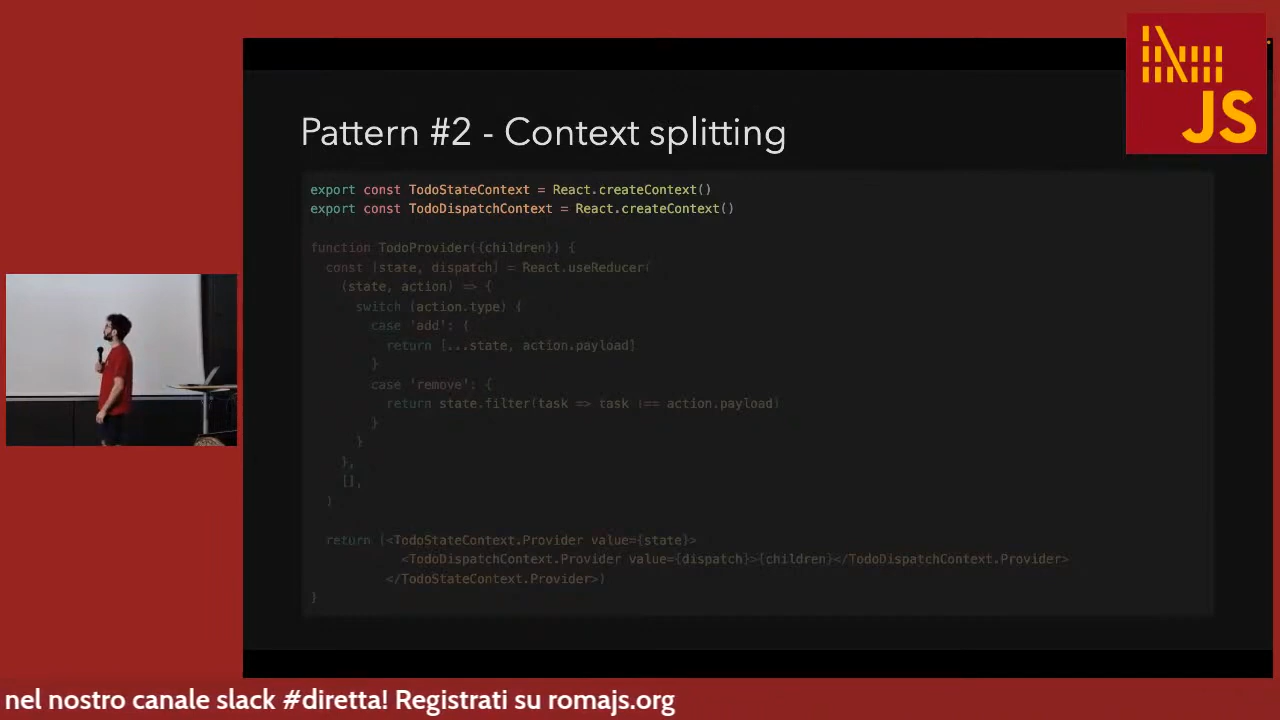 JS
Pattern #2 - Context splitting
export const TodoStateContext = React.createContext()
export const TodoDispatchContext = React.createContext()
function TodoProvider({children}) {
const [state, dispatch] = React.useReducer(
(state, action) => {
switch (action.type) {
case 'add': {
return [...state, action.payload]
}
case 'remove': {
return state.filter(task => task !== action.payload)
}
}
},
[],
)
return (<TodoStateContext.Provider value={state}>
<TodoDispatchContext.Provider value={dispatch}>{children}</TodoDispatchContext.Provider>
</TodoStateContext.Provider>)
}
nel nostro canale slack #diretta! Registrati su romajs.org